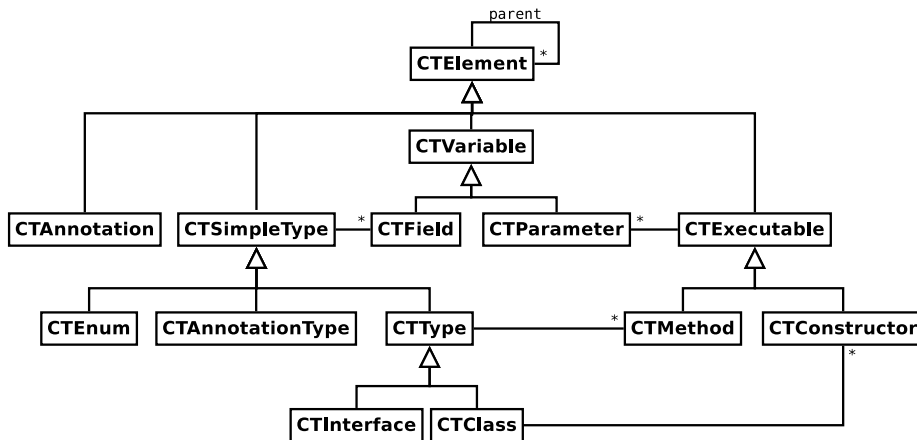 parent
*
CTElement
CTVariable
CTAnnotation
CTSimpleType
*
CTField
CTParameter
*
CTExecutable
CTEnum
CTAnnotationType
CTType
*
CTMethod
CTConstructor
*
CTInterface
CTClass